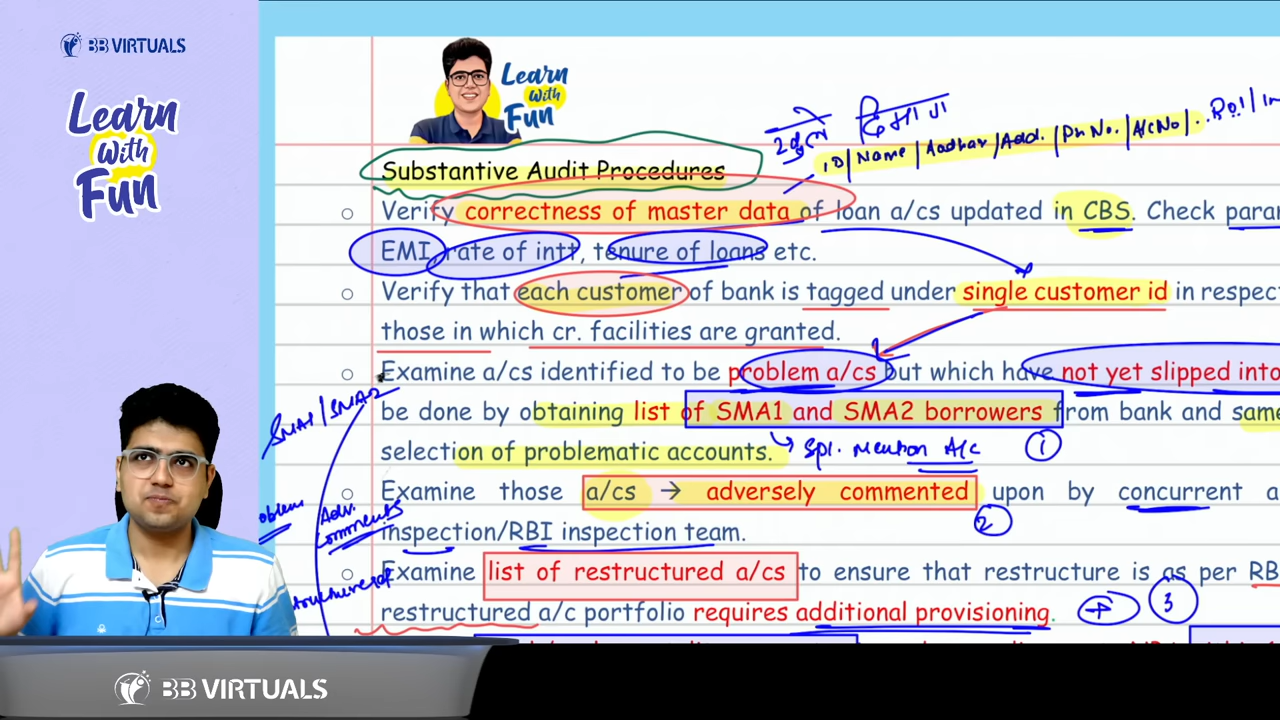 BB VIRTUALS
Learn
With
Fun
Learn
With
Fun
ID/Name/Aadhar/Add./Ph No./A/c No/..
Substantive Audit Procedures
Verify correctness of master data of loan a/cs updated in CBS. Check param
EMI, rate of intt, tenure of loans etc.
Verify that each customer of bank is tagged under single customer id in respec
those in which cr. facilities are granted.
Examine a/cs identified to be problem a/cs but which have not yet slipped into
SMA1/SMA2
be done by obtaining list of SMA1 and SMA2 borrowers from bank and same
selection of problematic accounts.
Spl. Mention A/c
1
Examine those a/cs → adversely commented upon by concurrent a
2
Adv.
Comments
inspection/RBI inspection team.
Examine list of restructured a/cs to ensure that restructure is as per RB
restructured a/c portfolio requires additional provisioning.
3
BB VIRTUALS